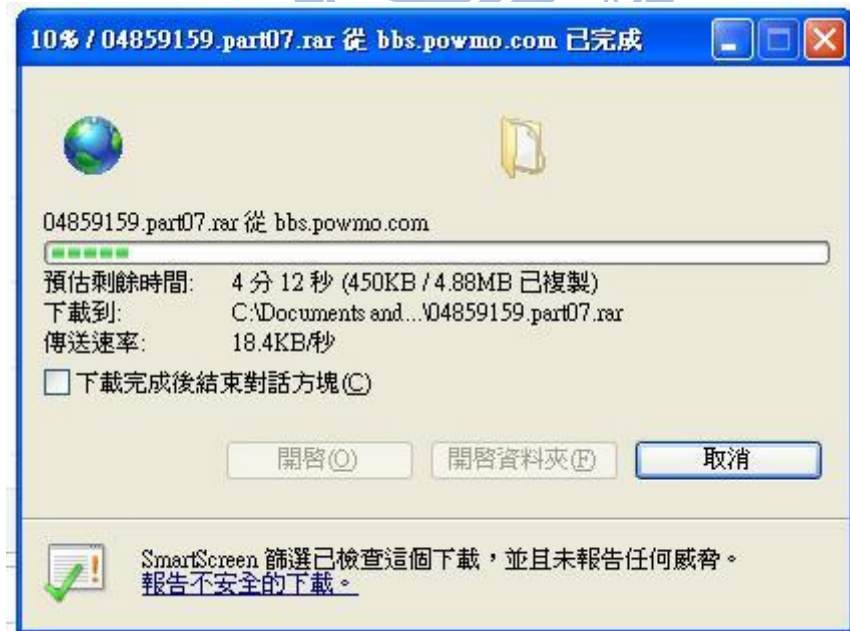 10% / 04859159.part07.rar 從 bbs.powmo.com 已完成
04859159.part07.rar 從 bbs.powmo.com
預估剩餘時間: 4 分 12 秒 (450KB / 4.88MB 已複製)
下載到: C:\Documents and...\04859159.part07.rar
傳送速率: 18.4KB/秒
下載完成後結束對話方塊(C)
開啓(O) 開啓資料夾(F) 取消
SmartScreen 篩選已檢查這個下載，並且未報告任何威脅。
報告不安全的下載。